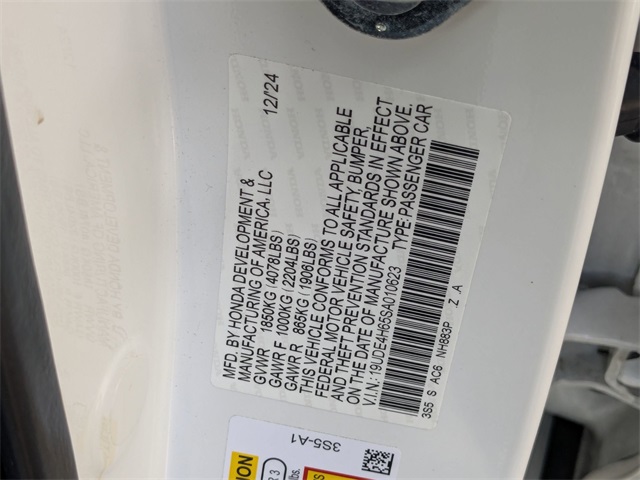 MFD. BY HONDA DEVELOPMENT & 12/'24
MANUFACTURING OF AMERICA, LLC
GVWR 1850KG (4078LBS)
GAWR F 1000KG (2204LBS)
GAWR R 865KG (1906LBS)
THIS VEHICLE CONFORMS TO ALL APPLICABLE
FEDERAL MOTOR VEHICLE SAFETY, BUMPER,
AND THEFT PREVENTION STANDARDS IN EFFECT
ON THE DATE OF MANUFACTURE SHOWN ABOVE.
V.I.N.: 19UDE4H66SA010623 TYPE: PASSENGER CAR
3S5 S AC6 NH883P Z A
3S5-A1